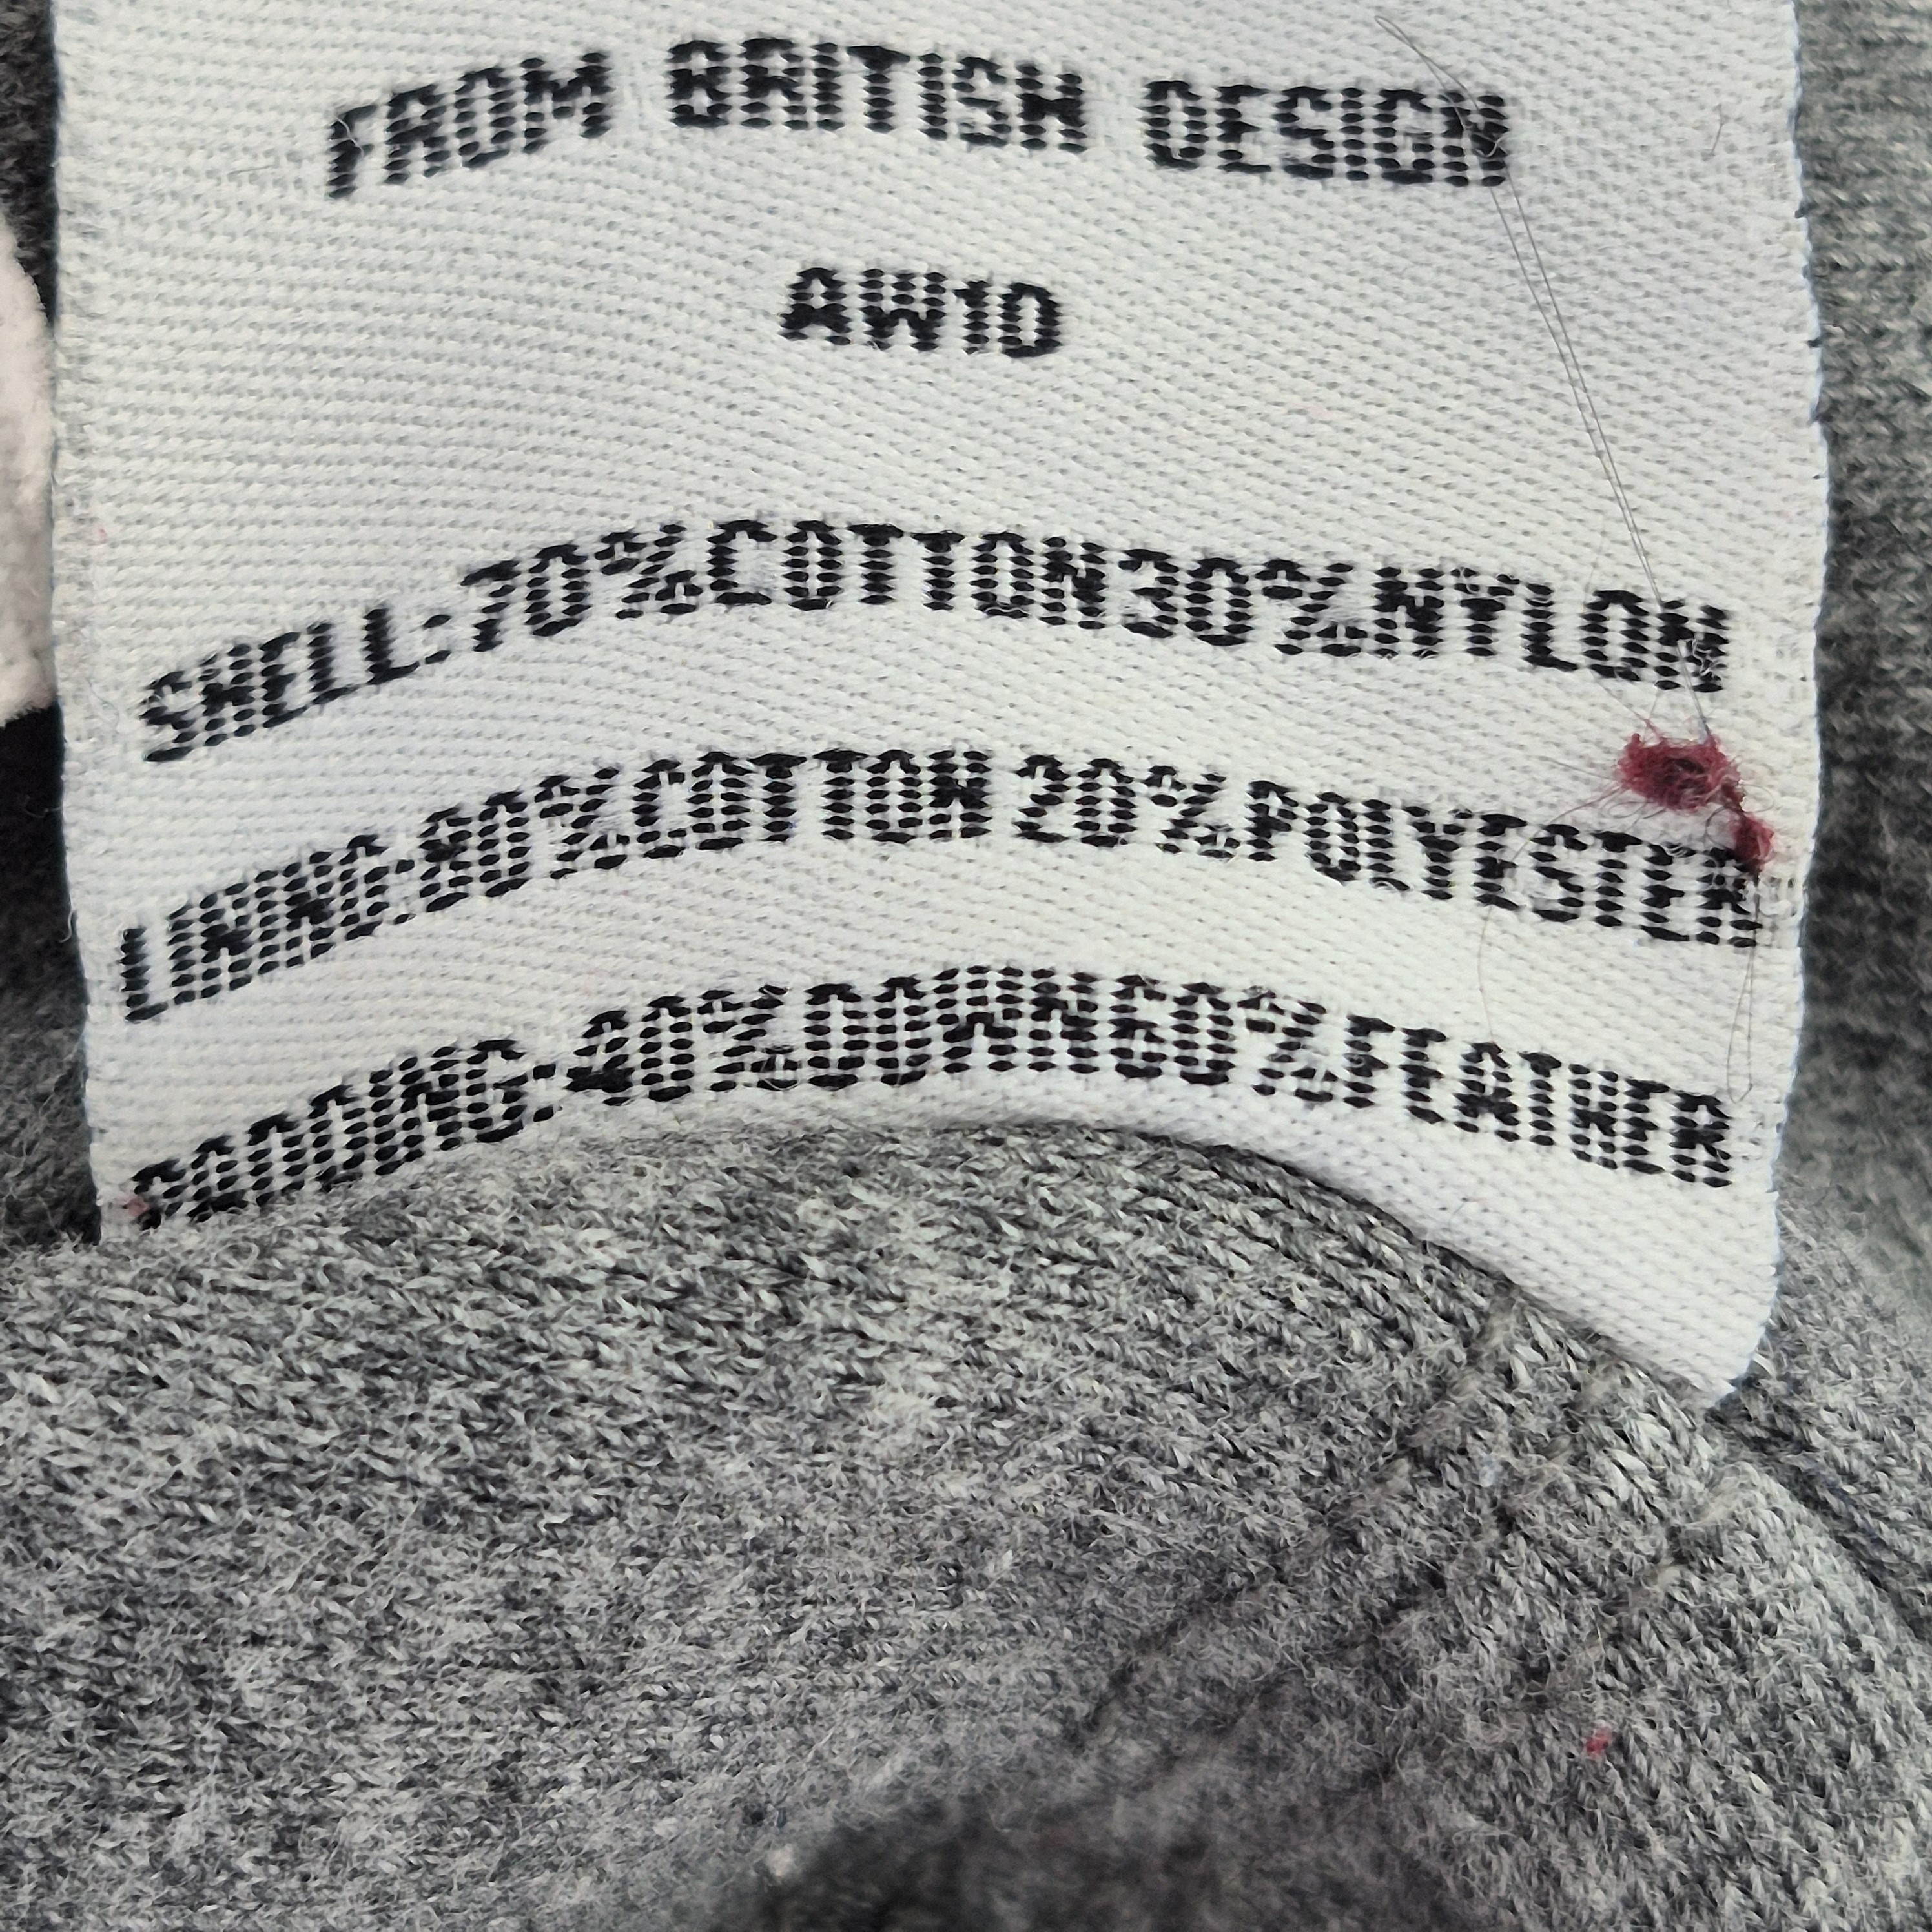 FROM BRITISH DESIGN
AW10
SHELL:70%COTTON30%NYLON
LINING:80%COTTON 20%POLYESTER
PADDING:40%DOWN60%FEATHER